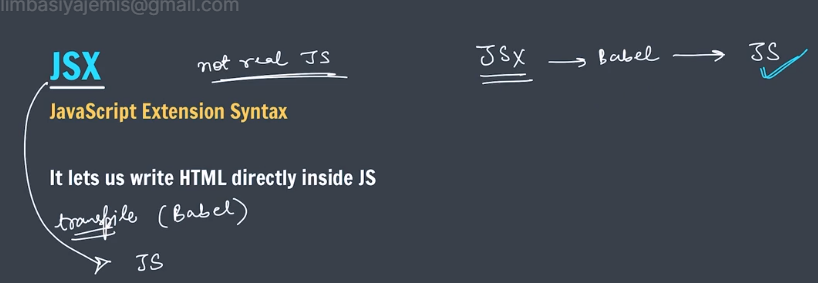 limbasiyajemis@gmail.com
JSX
not real JS
JSX → Babel → JS
JavaScript Extension Syntax
It lets us write HTML directly inside JS
transpile (Babel)
JS